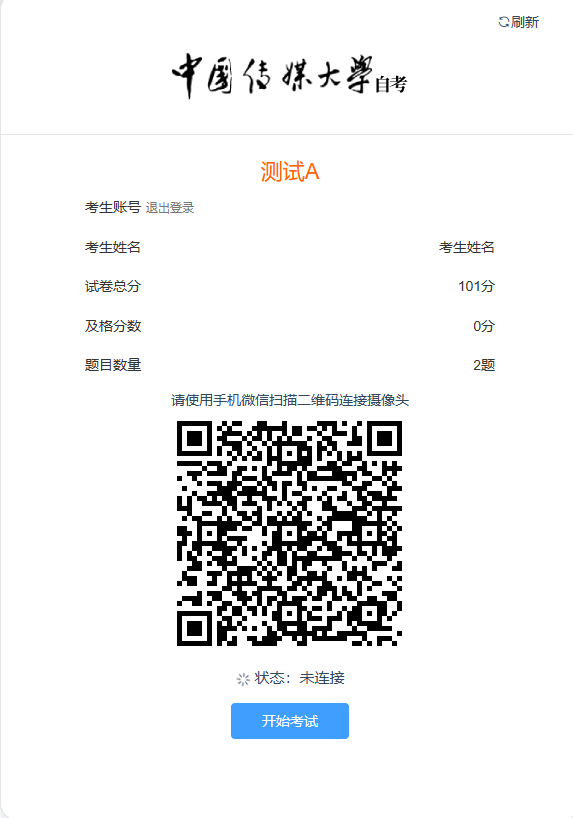 刷新
中国传媒大学自考
测试A
考生账号 退出登录
考生姓名 考生姓名
试卷总分 101分
及格分数 0分
题目数量 2题
请使用手机微信扫描二维码连接摄像头
状态：未连接
开始考试